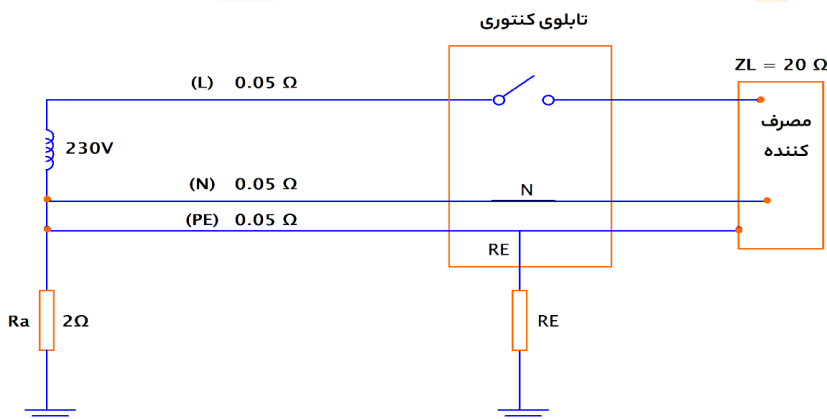 تابلوی کنتوری
ZL = 20 Ω
(L) 0.05 Ω
مصرف
کننده
230V
(N) 0.05 Ω
N
(PE) 0.05 Ω
RE
Ra 2Ω
RE